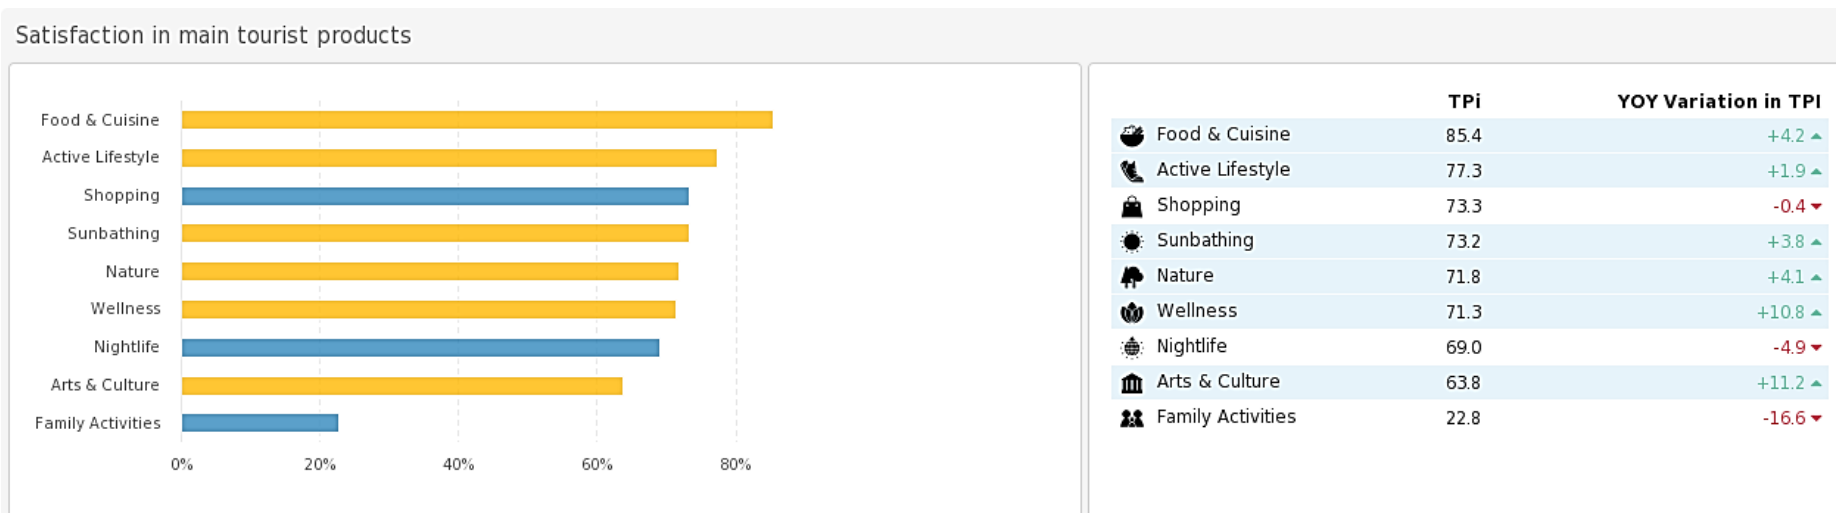 Satisfaction in main tourist products
Food & Cuisine
Active Lifestyle
Shopping
Sunbathing
Nature
Wellness
Nightlife
Arts & Culture
Family Activities
0% 20% 40% 60% 80%
TPi YOY Variation in TPI
Food & Cuisine 85.4 +4.2
Active Lifestyle 77.3 +1.9
Shopping 73.3 -0.4
Sunbathing 73.2 +3.8
Nature 71.8 +4.1
Wellness 71.3 +10.8
Nightlife 69.0 -4.9
Arts & Culture 63.8 +11.2
Family Activities 22.8 -16.6